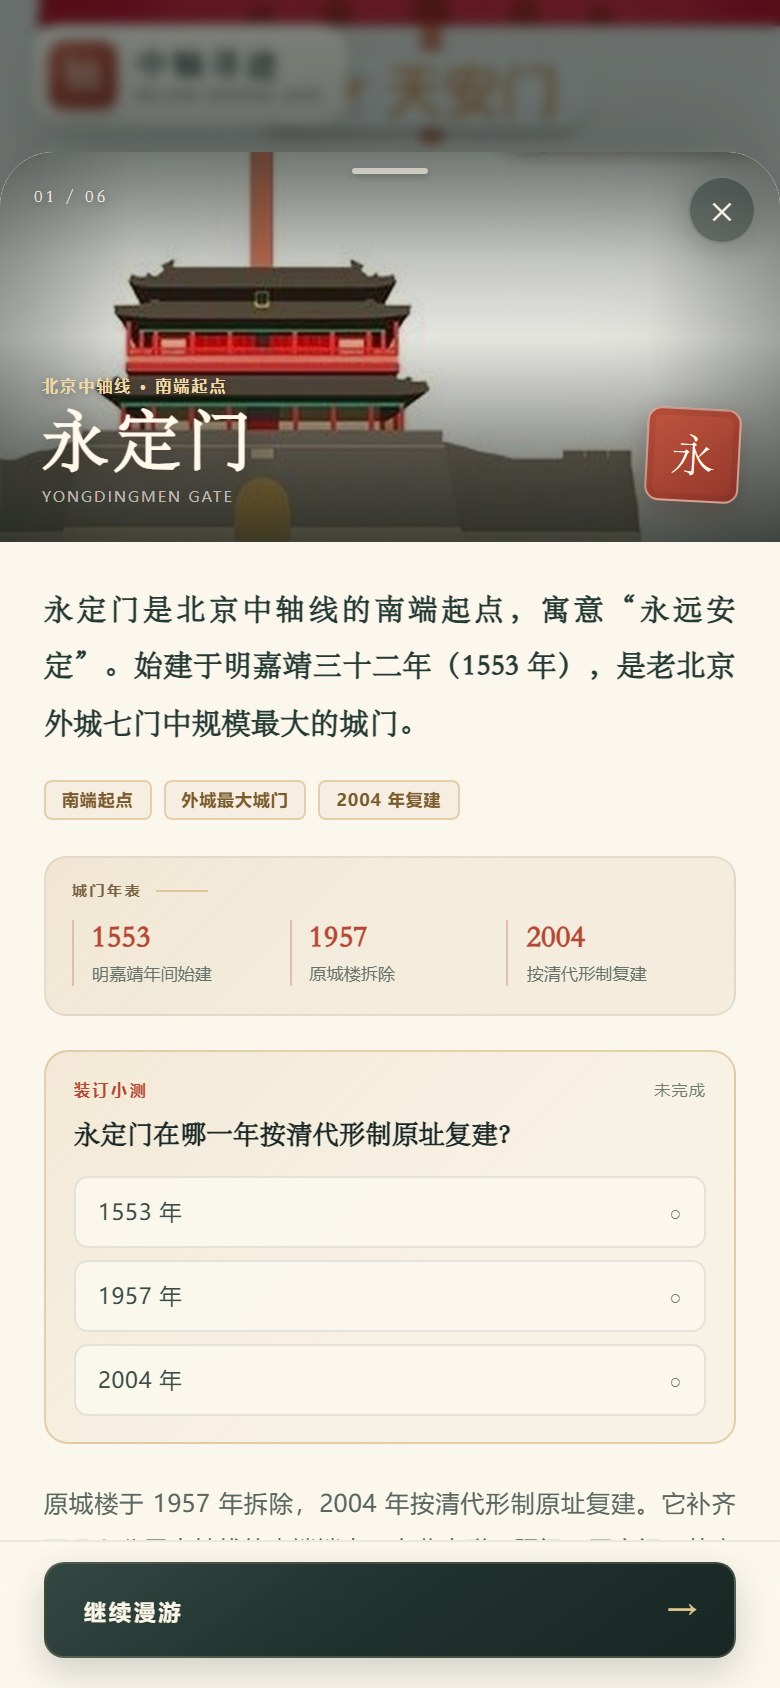 天安门
01 / 06
北京中轴线 · 南端起点
永定门
YONGDINGMEN GATE
永
永定门是北京中轴线的南端起点，寓意“永远安
定”。始建于明嘉靖三十二年（1553 年），是老北京
外城七门中规模最大的城门。
南端起点
外城最大城门
2004 年复建
城门年表
1553
明嘉靖年间始建
1957
原城楼拆除
2004
按清代形制复建
装订小测
未完成
永定门在哪一年按清代形制原址复建?
1553 年
1957 年
2004 年
原城楼于 1957 年拆除，2004 年按清代形制原址复建。它补齐
继续漫游